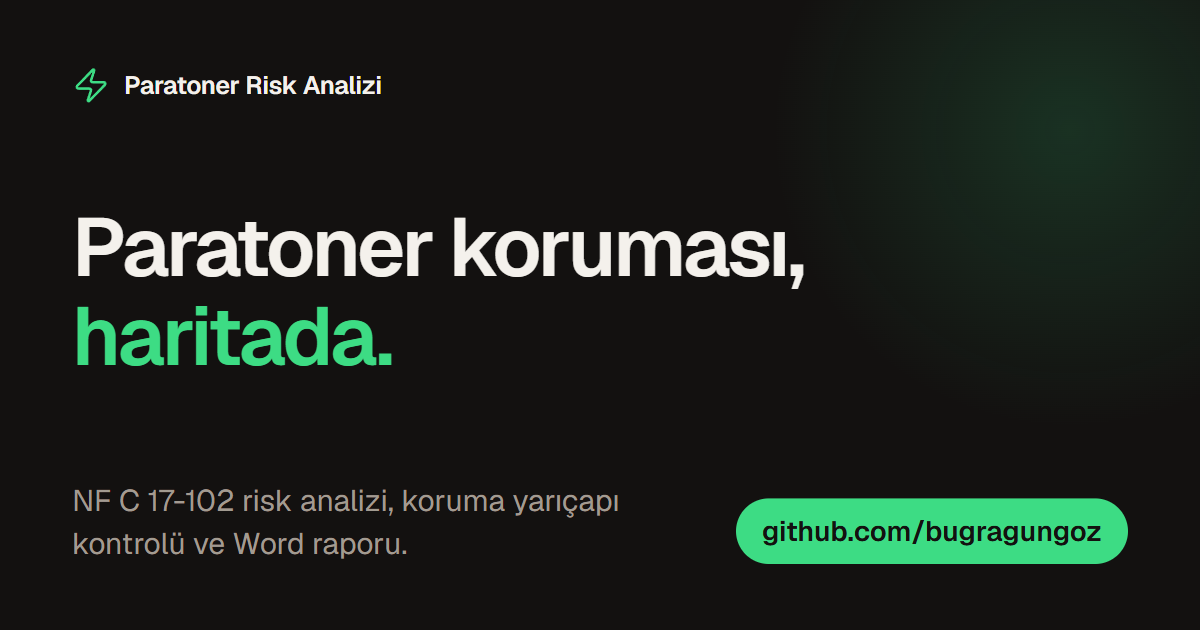 Paratoner Risk Analizi
Paratoner koruması,
haritada.
NF C 17-102 risk analizi, koruma yarıçapı
kontrolü ve Word raporu.
github.com/bugragungoz